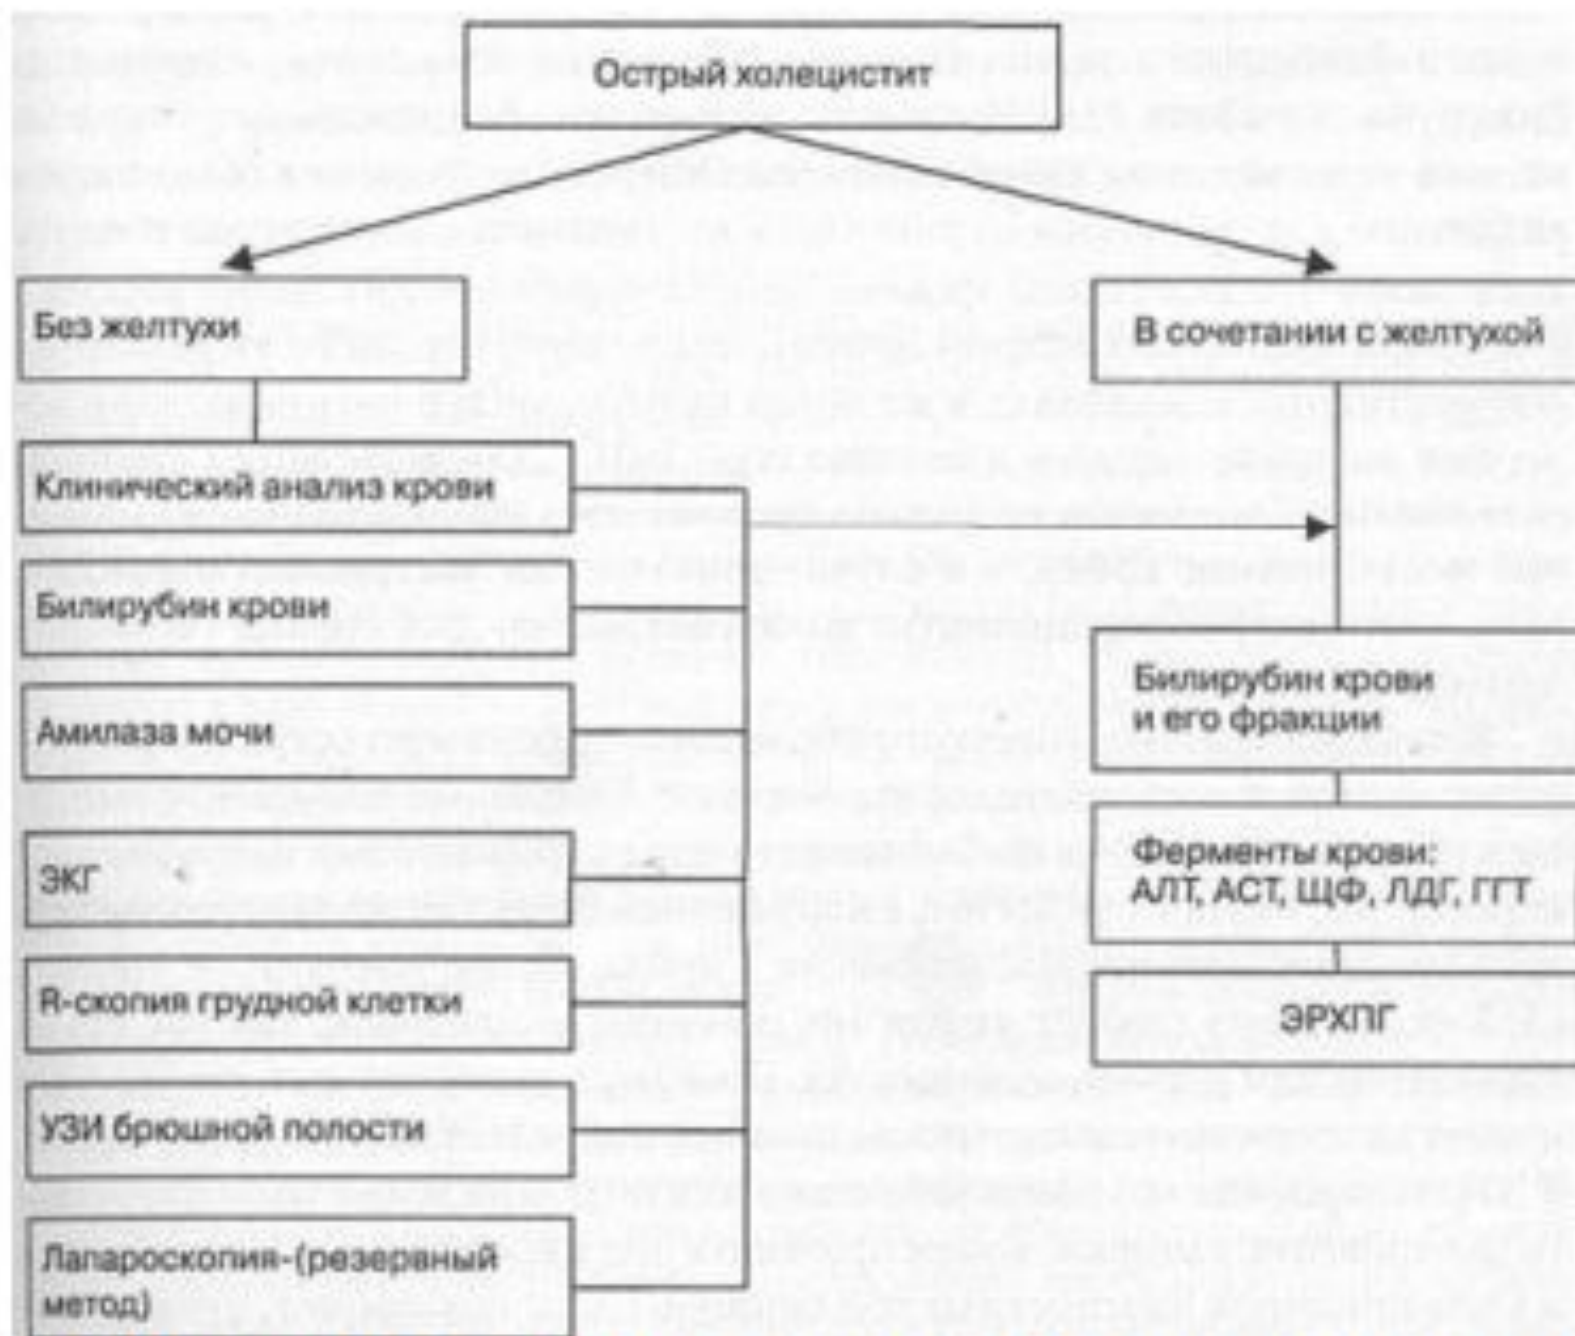 Острый холецистит
Без желтухи
В сочетании с желтухой
Клинический анализ крови
Билирубин крови
Амилаза мочи
ЭКГ
R-скопия грудной клетки
УЗИ брюшной полости
Лапароскопия-(резервный
метод)
Билирубин крови
и его фракции
Ферменты крови:
АЛТ, АСТ, ЩФ, ЛДГ, ГГТ
ЭРХПГ